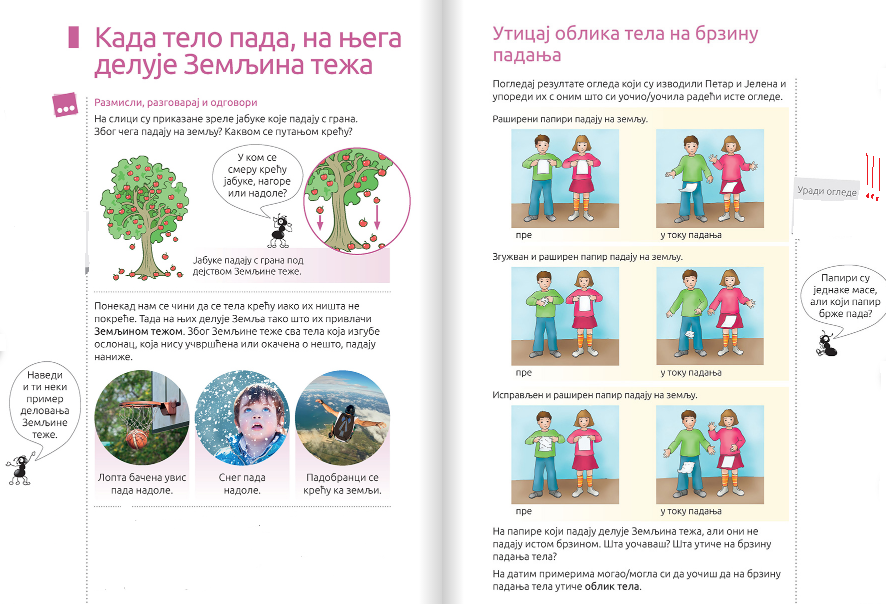 Када тело пада, на њега
делује Земљина тежа
Размисли, разговарај и одговори
На слици су приказане зреле јабуке које падају с грана.
Због чега падају на земљу? Каквом се путањом крећу?
У ком се
смеру крећу
јабуке, нагоре
или надоле?
Јабуке падају с грана под
дејством Земљине теже.
Понекад нам се чини да се тела крећу иако их ништа не
покреће. Тада на њих делује Земља тако што их привлачи
Земљином тежом. Због Земљине теже сва тела која изгубе
ослонац, која нису учвршћена или окачена о нешто, падају
наниже.
Наведи
и ти неки
пример
деловања
Земљине
теже.
Лопта бачена увис
пада надоле.
Снег пада
надоле.
Падобранци се
крећу ка земљи.
Утицај облика тела на брзину
падања
Погледај резултате огледа који су изводили Петар и Јелена и
упореди их с оним што си уочио/уочила радећи исте огледе.
Раширени папири падају на земљу.
пре
у току падања
Уради огледе
Згужван и раширен папир падају на земљу.
пре
у току падања
Папири су
једнаке масе,
али који папир
брже пада?
Исправљен и раширен папир падају на земљу.
пре
у току падања
На папире који падају делује Земљина тежа, али они не
падају истом брзином. Шта уочаваш? Шта утиче на брзину
падања тела?
На датим примерима могао/могла си да уочиш да на брзину
падања тела утиче облик тела.